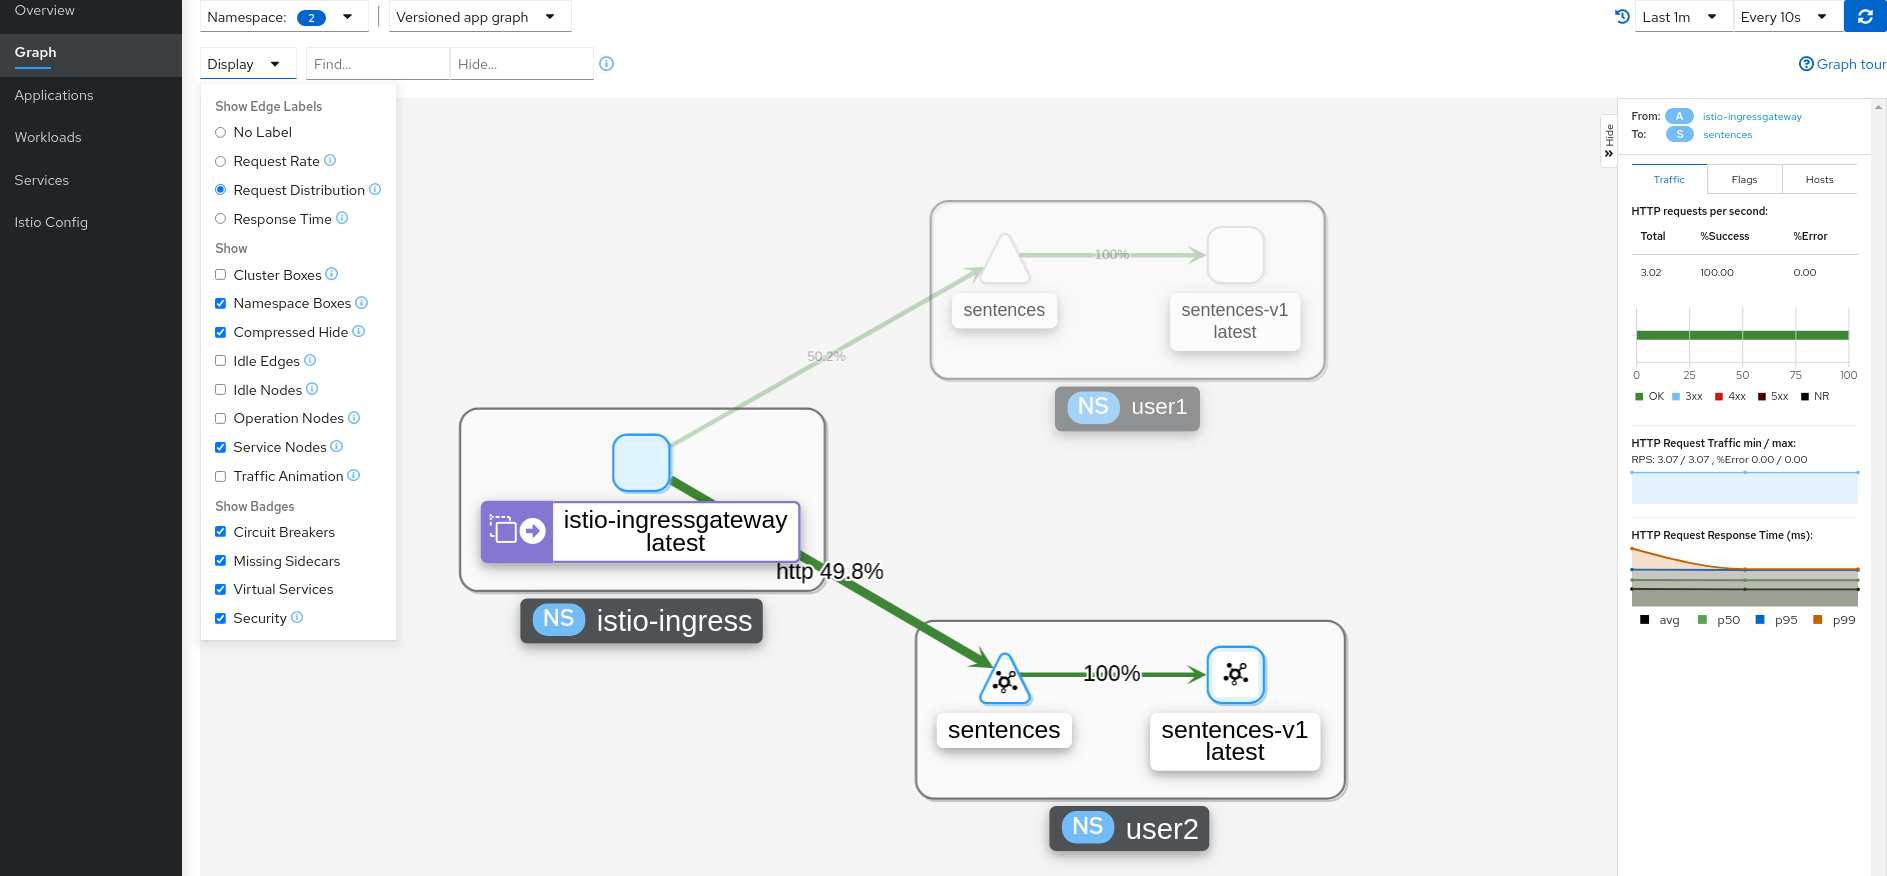 Overview
Graph
Applications
Workloads
Services
Istio Config
Namespace: 2
Versioned app graph
Last 1m
Every 10s
Display
Find...
Hide...
Graph tour
Show Edge Labels
No Label
Request Rate
Request Distribution
Response Time
Show
Cluster Boxes
Namespace Boxes
Compressed Hide
Idle Edges
Idle Nodes
Operation Nodes
Service Nodes
Traffic Animation
Show Badges
Circuit Breakers
Missing Sidecars
Virtual Services
Security
100%
sentences
sentences-v1
latest
NS user1
50.2%
istio-ingressgateway
latest
http 49.8%
NS istio-ingress
100%
sentences
sentences-v1
latest
NS user2
Hide
From: A istio-ingressgateway
To: S sentences
Traffic Flags Hosts
HTTP requests per second:
Total %Success %Error
3.02 100.00 0.00
0 25 50 75 100
OK 3xx 4xx 5xx NR
HTTP Request Traffic min / max:
RPS: 3.07 / 3.07 , %Error 0.00 / 0.00
HTTP Request Response Time (ms):
avg p50 p95 p99